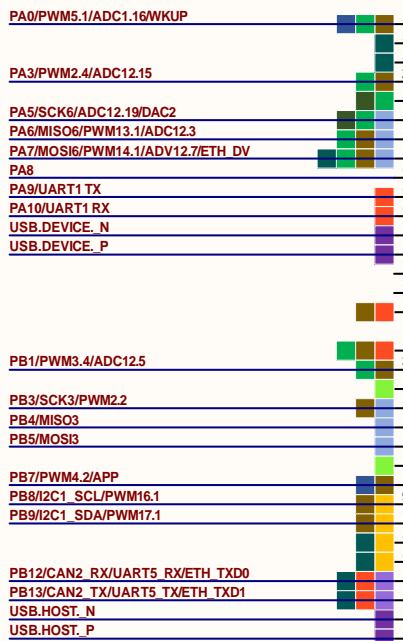 PA0/PWM5.1/ADC1.16/WKUP
PA3/PWM2.4/ADC12.15
PA5/SCK6/ADC12.19/DAC2
PA6/MISO6/PWM13.1/ADC12.3
PA7/MOSI6/PWM14.1/ADV12.7/ETH_DV
PA8
PA9/UART1 TX
PA10/UART1 RX
USB.DEVICE._N
USB.DEVICE._P
PB1/PWM3.4/ADC12.5
PB3/SCK3/PWM2.2
PB4/MISO3
PB5/MOSI3
PB7/PWM4.2/APP
PB8/I2C1_SCL/PWM16.1
PB9/I2C1_SDA/PWM17.1
PB12/CAN2_RX/UART5_RX/ETH_TXD0
PB13/CAN2_TX/UART5_TX/ETH_TXD1
USB.HOST._N
USB.HOST._P